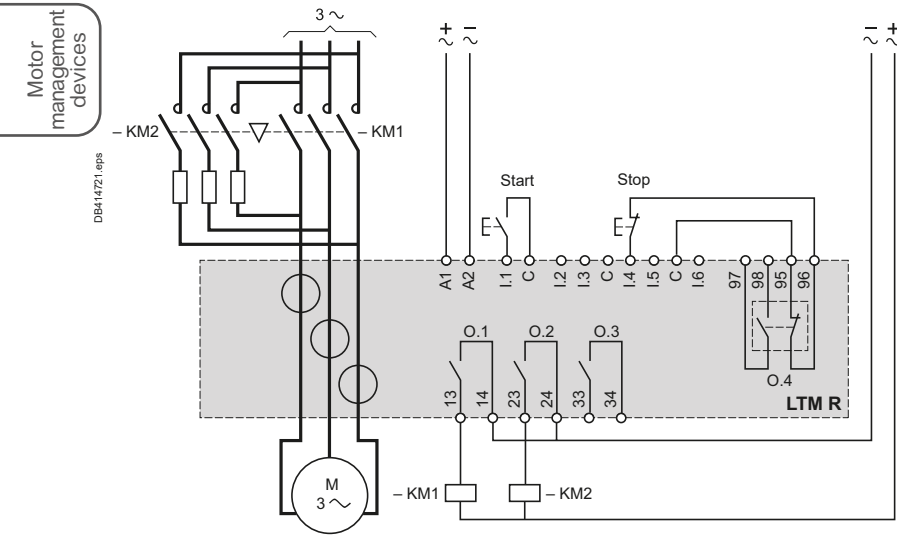 Motor
management
devices
DB414721.eps
3 ~
+ −
~ ~
− +
~ ~
– KM2
– KM1
Start
Stop
A1 A2 I.1 C I.2 I.3 C I.4 I.5 C I.6 97 98 95 96
O.1 O.2 O.3
O.4
13 14 23 24 33 34
LTM R
M
3 ~
– KM1
– KM2